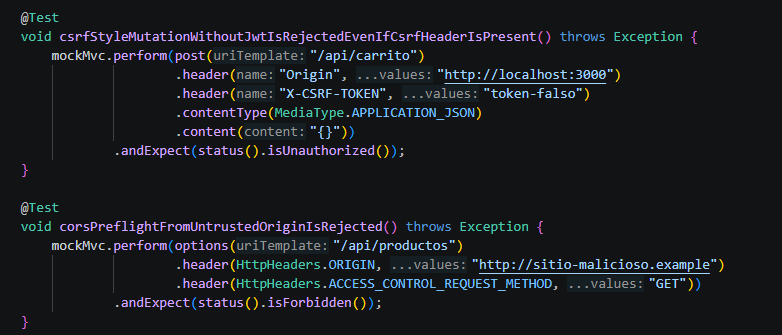 @Test
void csrfStyleMutationWithoutJwtIsRejectedEvenIfCsrfHeaderIsPresent() throws Exception {
mockMvc.perform(post(uriTemplate: "/api/carrito")
.header(name: "Origin", ...values: "http://localhost:3000")
.header(name: "X-CSRF-TOKEN", ...values: "token-falso")
.contentType(MediaType.APPLICATION_JSON)
.content(content: "{}"))
.andExpect(status().isUnauthorized());
}
@Test
void corsPreflightFromUntrustedOriginIsRejected() throws Exception {
mockMvc.perform(options(uriTemplate: "/api/productos")
.header(HttpHeaders.ORIGIN, ...values: "http://sitio-malicioso.example")
.header(HttpHeaders.ACCESS_CONTROL_REQUEST_METHOD, ...values: "GET"))
.andExpect(status().isForbidden());
}